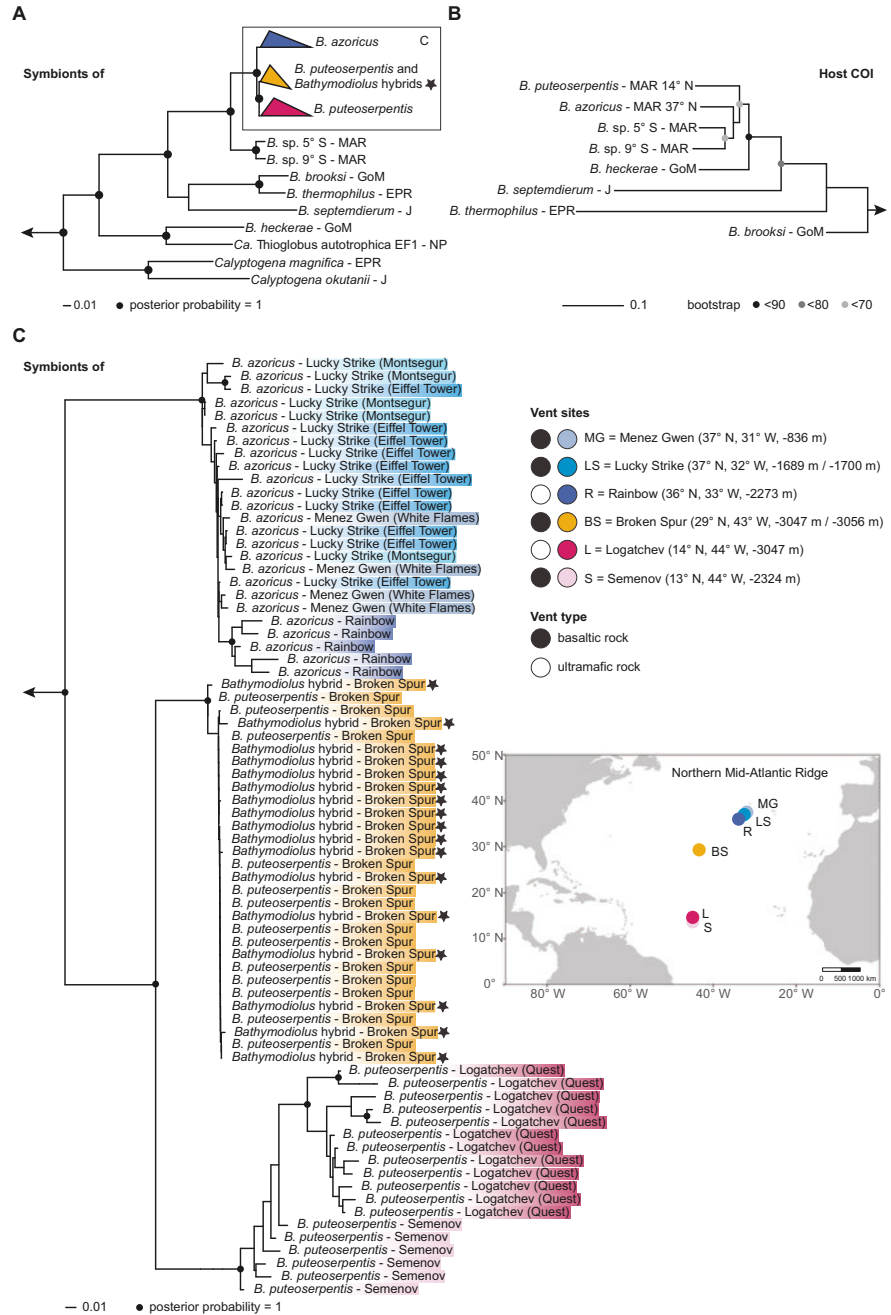 A
Symbionts of
C
B. azoricus
B. puteoserpentis and
Bathymodiolus hybrids
B. puteoserpentis
B. sp. 5° S - MAR
B. sp. 9° S - MAR
B. brooksi - GoM
B. thermophilus - EPR
B. septemdierum - J
B. heckerae - GoM
Ca. Thioglobus autotrophica EF1 - NP
Calyptogena magnifica - EPR
Calyptogena okutanii - J
0.01 posterior probability = 1
B
Host COI
B. puteoserpentis - MAR 14° N
B. azoricus - MAR 37° N
B. sp. 5° S - MAR
B. sp. 9° S - MAR
B. heckerae - GoM
B. septemdierum - J
B. thermophilus - EPR
B. brooksi - GoM
0.1 bootstrap <90 <80 <70
C
Symbionts of
B. azoricus - Lucky Strike (Montsegur)
B. azoricus - Lucky Strike (Montsegur)
B. azoricus - Lucky Strike (Eiffel Tower)
B. azoricus - Lucky Strike (Montsegur)
B. azoricus - Lucky Strike (Montsegur)
B. azoricus - Lucky Strike (Eiffel Tower)
B. azoricus - Lucky Strike (Eiffel Tower)
B. azoricus - Lucky Strike (Eiffel Tower)
B. azoricus - Lucky Strike (Eiffel Tower)
B. azoricus - Lucky Strike (Eiffel Tower)
B. azoricus - Lucky Strike (Eiffel Tower)
B. azoricus - Lucky Strike (Eiffel Tower)
B. azoricus - Menez Gwen (White Flames)
B. azoricus - Lucky Strike (Eiffel Tower)
B. azoricus - Lucky Strike (Eiffel Tower)
B. azoricus - Lucky Strike (Montsegur)
B. azoricus - Menez Gwen (White Flames)
B. azoricus - Lucky Strike (Eiffel Tower)
B. azoricus - Menez Gwen (White Flames)
B. azoricus - Menez Gwen (White Flames)
B. azoricus - Rainbow
B. azoricus - Rainbow
B. azoricus - Rainbow
B. azoricus - Rainbow
B. azoricus - Rainbow
Bathymodiolus hybrid - Broken Spur
B. puteoserpentis - Broken Spur
B. puteoserpentis - Broken Spur
Bathymodiolus hybrid - Broken Spur
B. puteoserpentis - Broken Spur
Bathymodiolus hybrid - Broken Spur
Bathymodiolus hybrid - Broken Spur
Bathymodiolus hybrid - Broken Spur
Bathymodiolus hybrid - Broken Spur
Bathymodiolus hybrid - Broken Spur
Bathymodiolus hybrid - Broken Spur
Bathymodiolus hybrid - Broken Spur
Bathymodiolus hybrid - Broken Spur
Bathymodiolus hybrid - Broken Spur
B. puteoserpentis - Broken Spur
Bathymodiolus hybrid - Broken Spur
B. puteoserpentis - Broken Spur
B. puteoserpentis - Broken Spur
Bathymodiolus hybrid - Broken Spur
B. puteoserpentis - Broken Spur
B. puteoserpentis - Broken Spur
Bathymodiolus hybrid - Broken Spur
B. puteoserpentis - Broken Spur
B. puteoserpentis - Broken Spur
B. puteoserpentis - Broken Spur
Bathymodiolus hybrid - Broken Spur
B. puteoserpentis - Broken Spur
Bathymodiolus hybrid - Broken Spur
B. puteoserpentis - Broken Spur
Bathymodiolus hybrid - Broken Spur
B. puteoserpentis - Logatchev (Quest)
B. puteoserpentis - Logatchev (Quest)
B. puteoserpentis - Logatchev (Quest)
B. puteoserpentis - Logatchev (Quest)
B. puteoserpentis - Logatchev (Quest)
B. puteoserpentis - Logatchev (Quest)
B. puteoserpentis - Logatchev (Quest)
B. puteoserpentis - Logatchev (Quest)
B. puteoserpentis - Logatchev (Quest)
B. puteoserpentis - Logatchev (Quest)
B. puteoserpentis - Logatchev (Quest)
B. puteoserpentis - Logatchev (Quest)
B. puteoserpentis - Semenov
B. puteoserpentis - Semenov
B. puteoserpentis - Semenov
B. puteoserpentis - Semenov
B. puteoserpentis - Semenov
B. puteoserpentis - Semenov
0.01 posterior probability = 1
Vent sites
MG = Menez Gwen (37° N, 31° W, -836 m)
LS = Lucky Strike (37° N, 32° W, -1689 m / -1700 m)
R = Rainbow (36° N, 33° W, -2273 m)
BS = Broken Spur (29° N, 43° W, -3047 m / -3056 m)
L = Logatchev (14° N, 44° W, -3047 m)
S = Semenov (13° N, 44° W, -2324 m)
Vent type
basaltic rock
ultramafic rock
50° N
40° N
30° N
20° N
10° N
0°
Northern Mid-Atlantic Ridge
MG
LS
R
BS
L
S
0 500 1000 km
80° W 60° W 40° W 20° W 0°